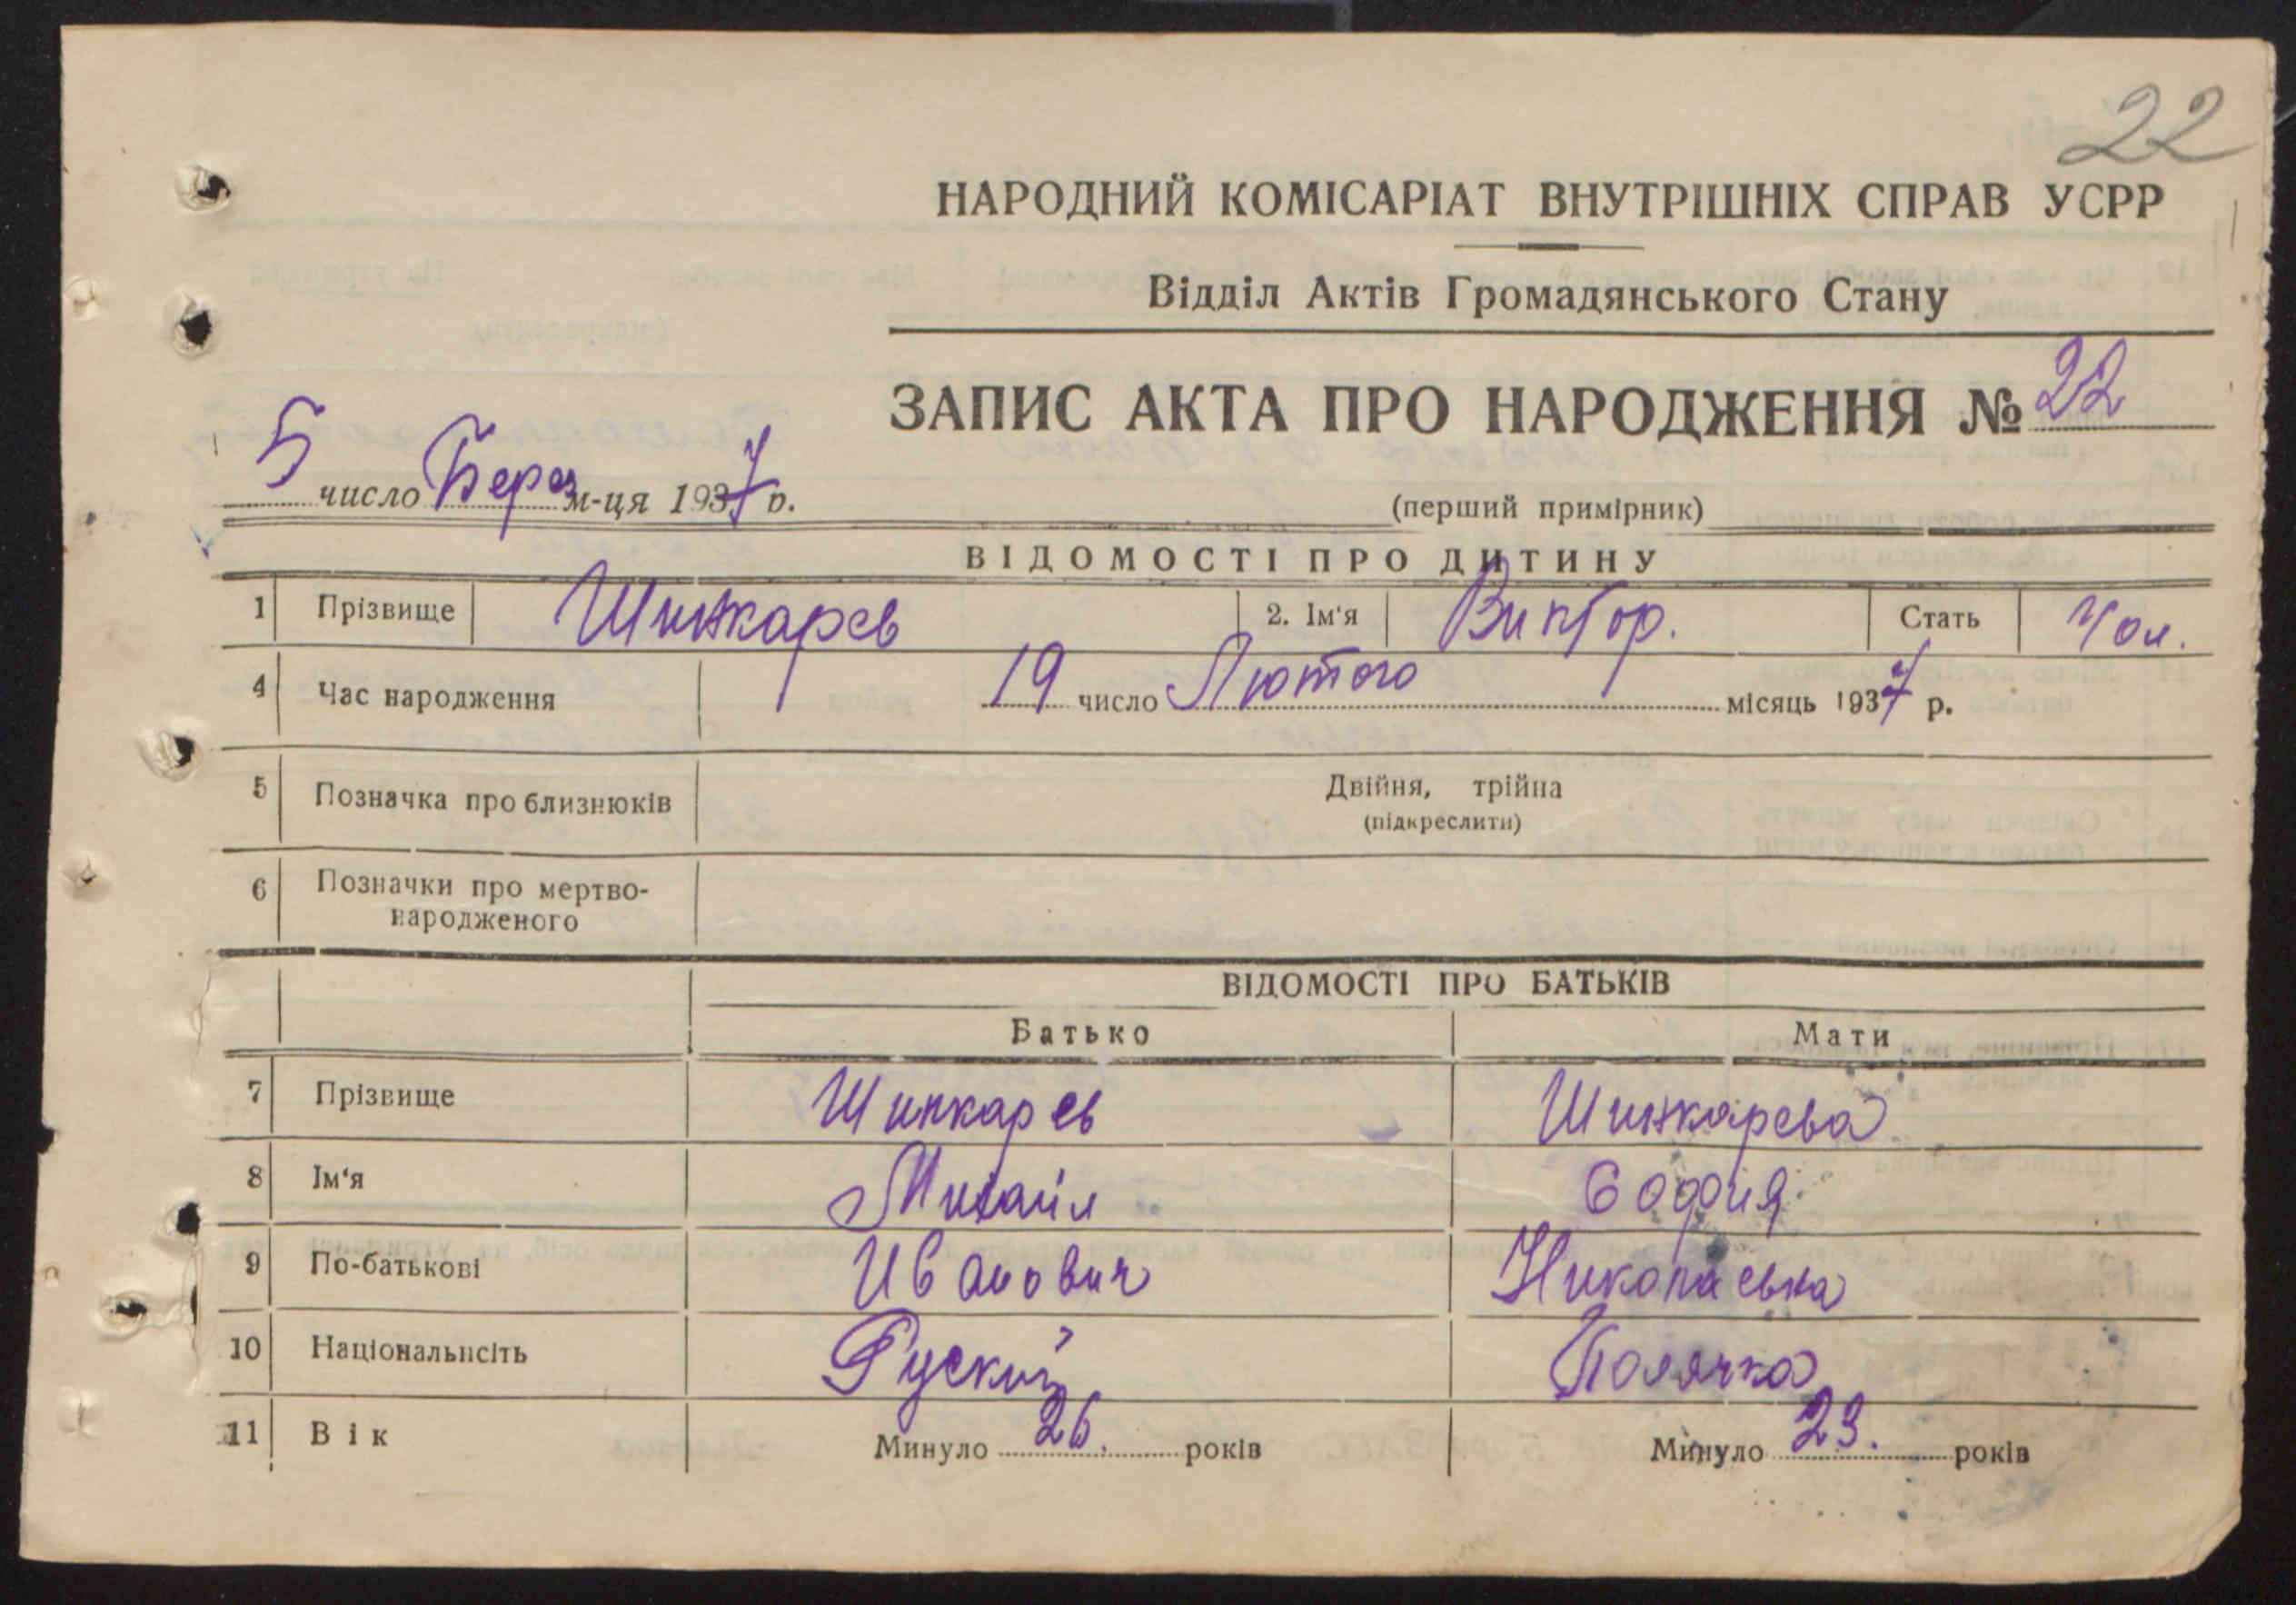 22
НАРОДНИЙ КОМІСАРІАТ ВНУТРІШНІХ СПРАВ УСРР
Відділ Актів Громадянського Стану
ЗАПИС АКТА ПРО НАРОДЖЕННЯ № 22
5 число Берез м-ця 1937 р.
(перший примірник)
ВІДОМОСТІ ПРО ДИТИНУ
1 Прізвище Шинкарев 2. Ім'я Виктор. Стать Чол.
4 Час народження 19 число Лютого місяць 1937 р.
5 Позначка про близнюків Двійня, трійна
(підкреслити)
6 Позначки про мертво-
народженого
ВІДОМОСТІ ПРО БАТЬКІВ
Батько Мати
7 Прізвище Шинкарев Шинкарева
8 Ім'я Михаил София
9 По-батькові Иванович Николаевна
10 Національнсіть Руский Полячка
11 Вік Минуло 26. років Минуло 23. років